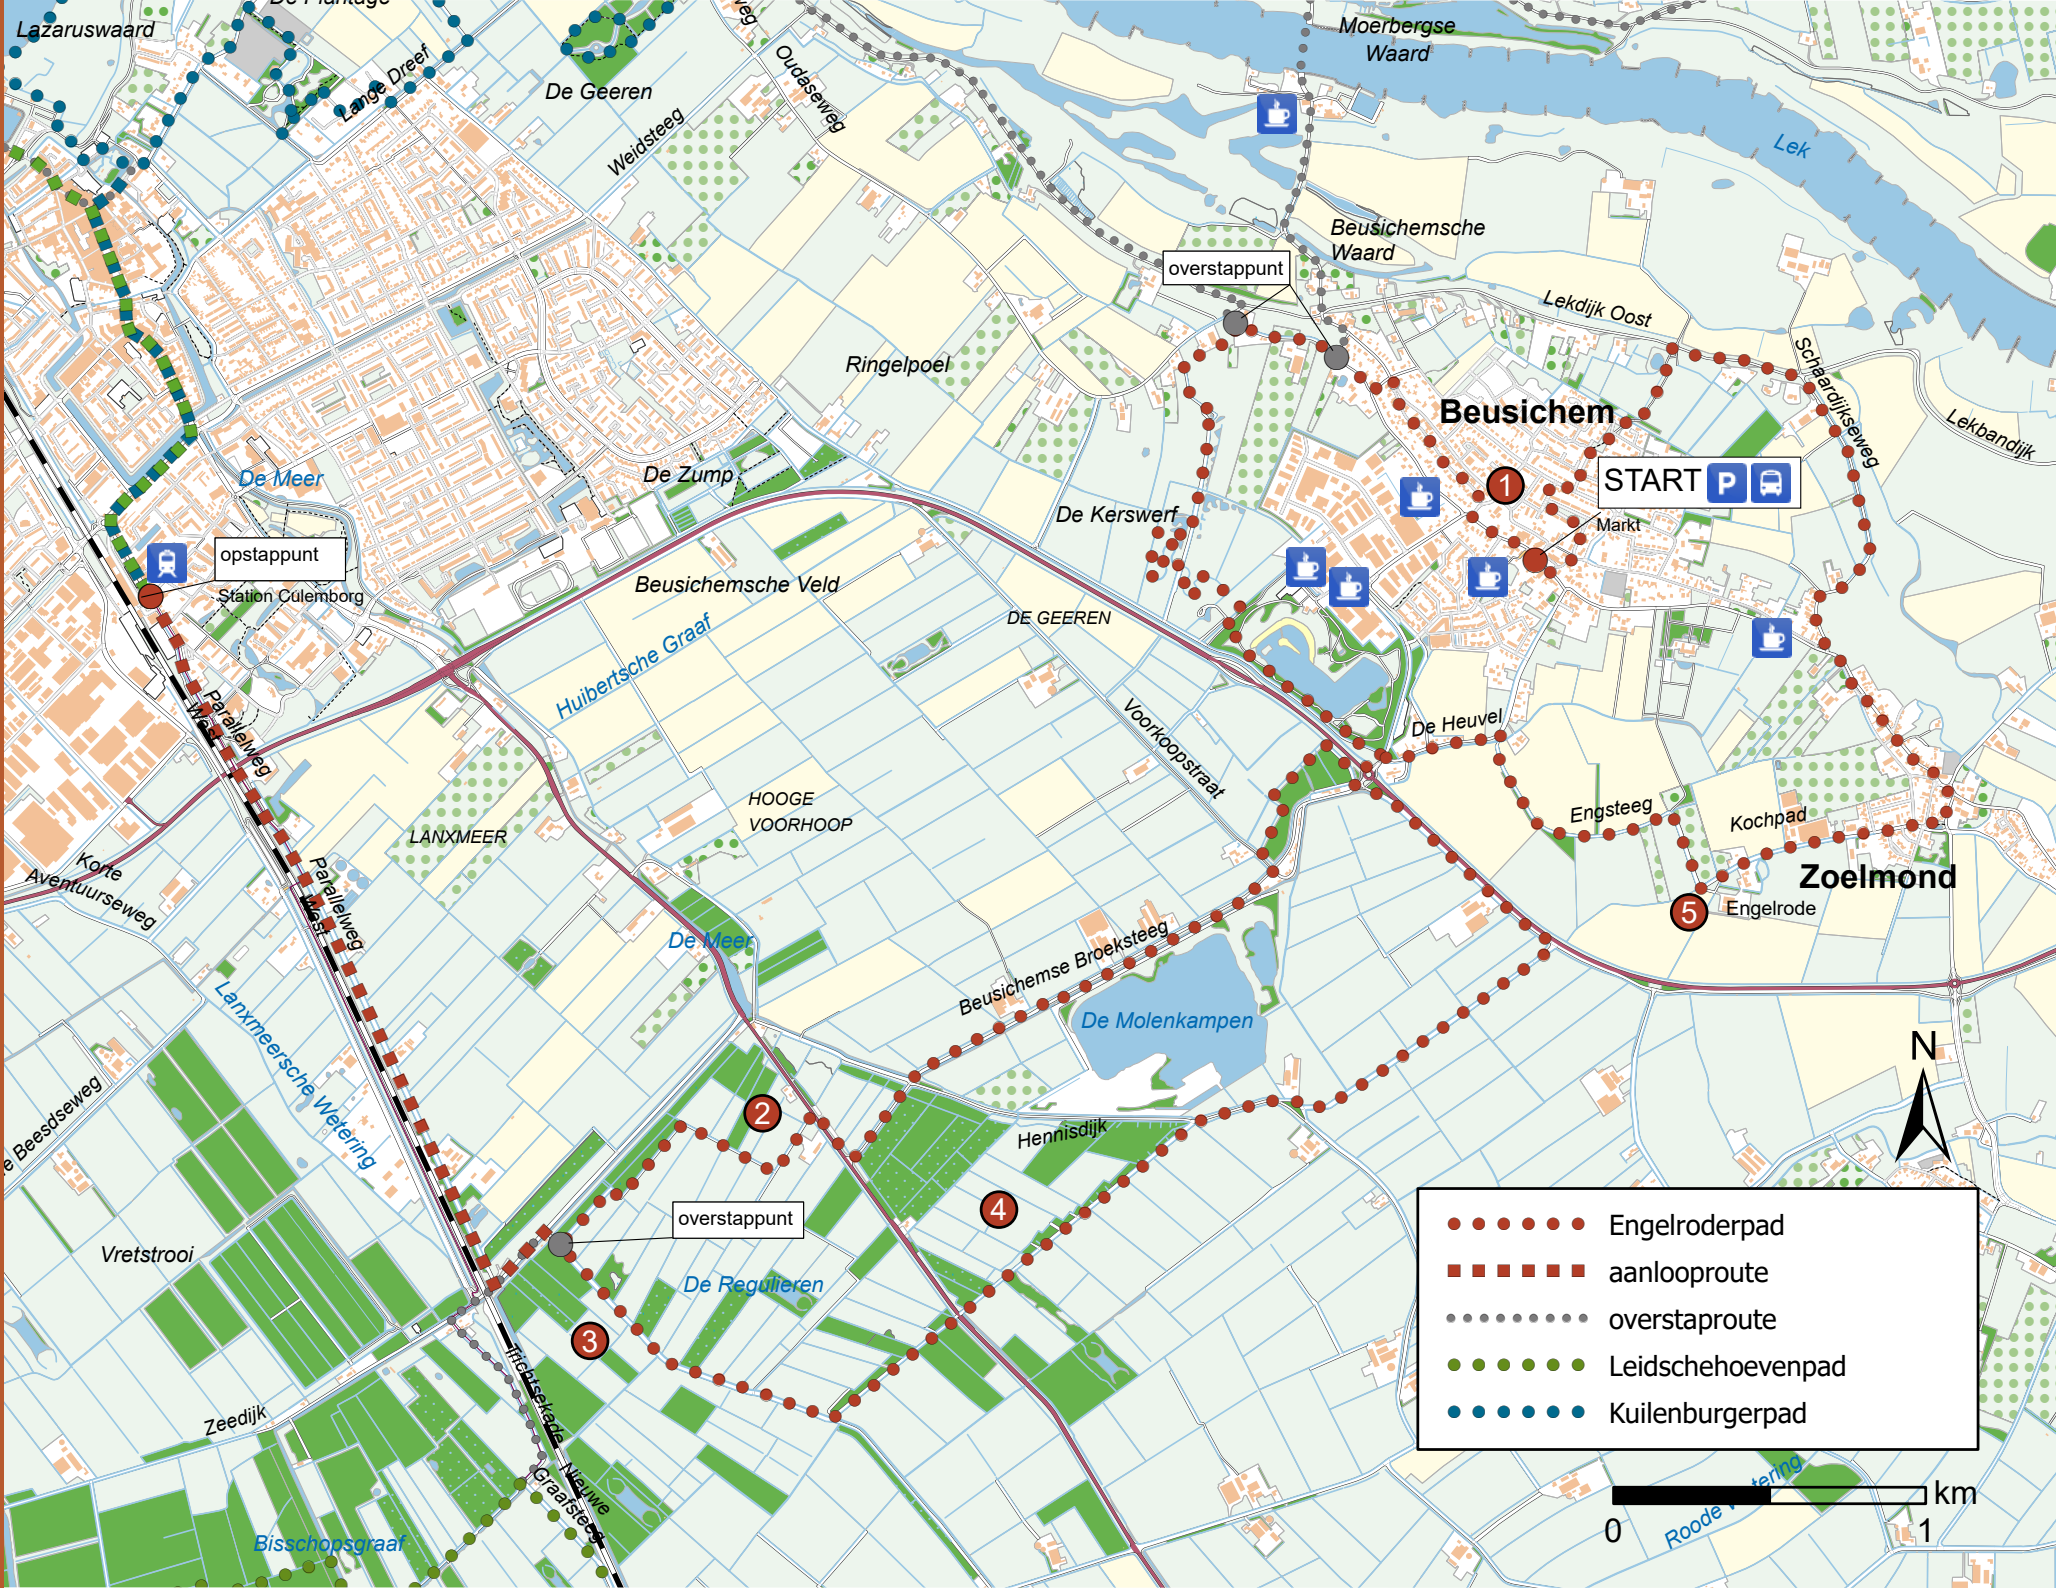 Lazaruswaard
Lange Dreef
De Geeren
Weidsteeg
Oudaseweg
Moerbergse
Waard
Lek
Beusichemsche
Waard
overstappunt
Lekdijk Oost
Schaardijkseweg
Lekbandijk
Ringelpoel
Beusichem
1
START P
Markt
De Meer
De Zump
De Kerswerf
opstappunt
Station Culemborg
Beusichemsche Veld
Huibertsche Graaf
DE GEEREN
Voorkoopstraat
De Heuvel
Parallelweg
West
HOOGE
VOORHOOP
LANXMEER
Engsteeg
Kochpad
Zoelmond
5
Engelrode
Korte
Aventuurseweg
Parallelweg
West
De Meer
Beusichemse Broeksteeg
De Molenkampen
Lanxmeersche Wetering
e Beesdseweg
2
Hennisdijk
N
4
overstappunt
Vretstrooi
De Regulieren
3
Trichtsekade
Zeedijk
Nieuwe
Graafsteeg
Bisschopsgraaf
Engelroderpad
aanlooproute
overstaproute
Leidschehoevenpad
Kuilenburgerpad
km
0 1